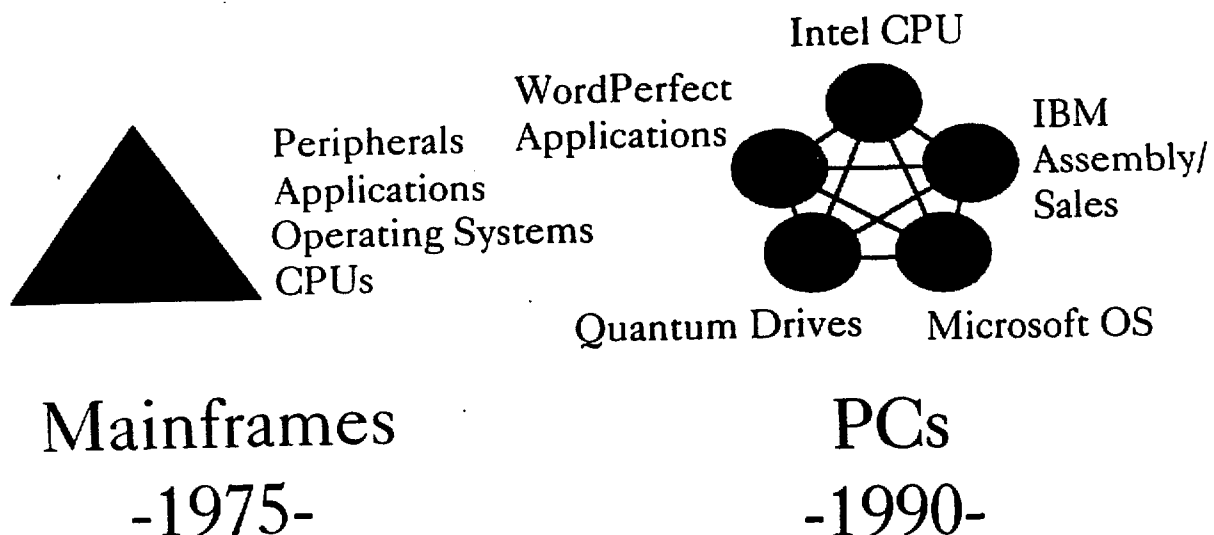 Peripherals
Applications
Operating Systems
CPUs
Mainframes
-1975-
Intel CPU
WordPerfect
Applications
IBM
Assembly/
Sales
Quantum Drives
Microsoft OS
PCs
-1990-